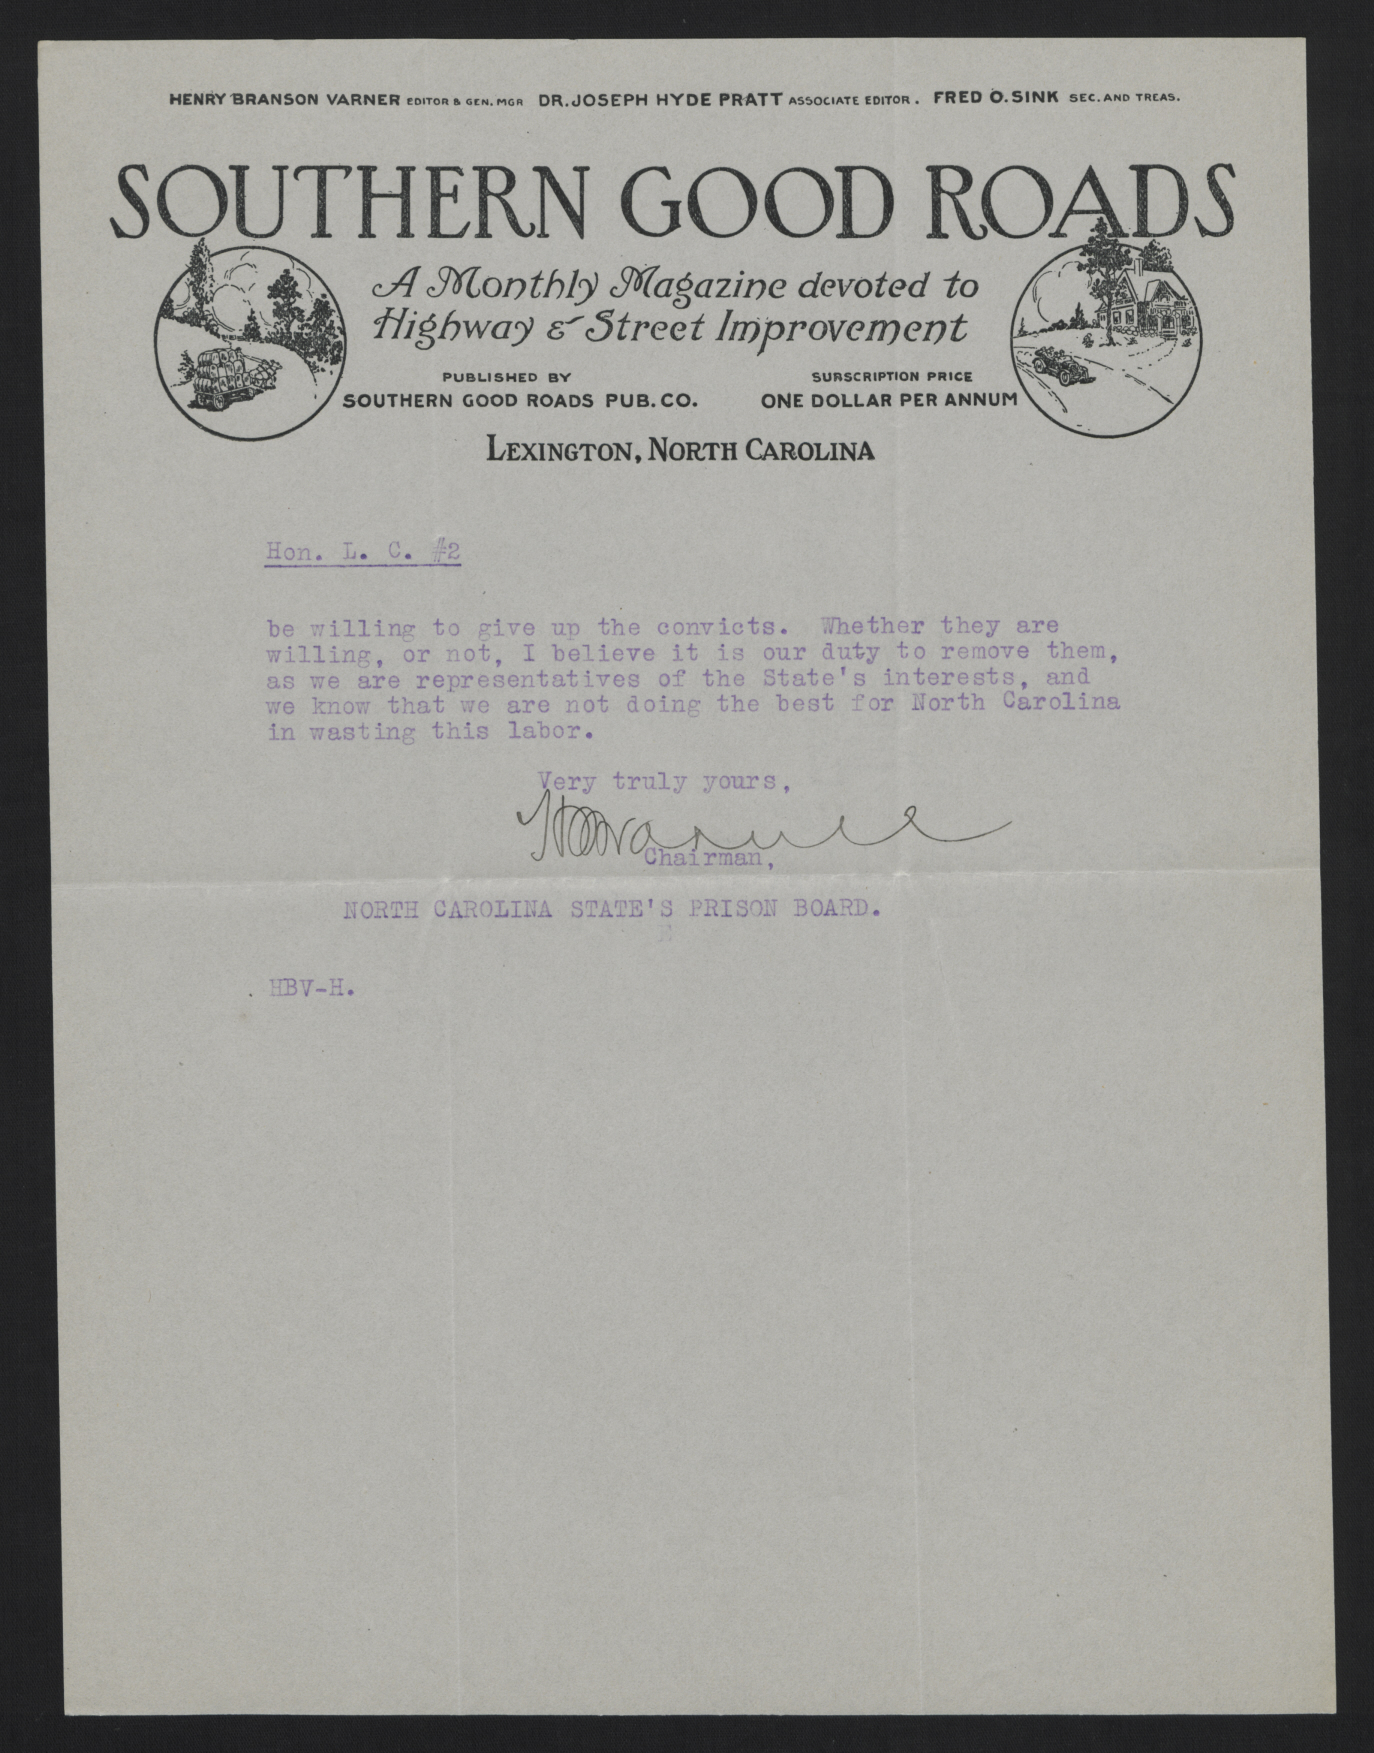 HENRY BRANSON VARNER EDITOR & GEN. MGR DR. JOSEPH HYDE PRATT ASSOCIATE EDITOR. FRED O. SINK SEC. AND TREAS.
SOUTHERN GOOD ROADS
A Monthly Magazine devoted to
Highway & Street Improvement
PUBLISHED BY
SOUTHERN GOOD ROADS PUB. CO.
SUBSCRIPTION PRICE
ONE DOLLAR PER ANNUM
LEXINGTON, NORTH CAROLINA
Hon. L. C. #2
be willing to give up the convicts. Whether they are
willing, or not, I believe it is our duty to remove them,
as we are representatives of the State's interests, and
we know that we are not doing the best for North Carolina
in wasting this labor.
Very truly yours,
HBVarner
Chairman,
NORTH CAROLINA STATE'S PRISON BOARD.
HBV-H.